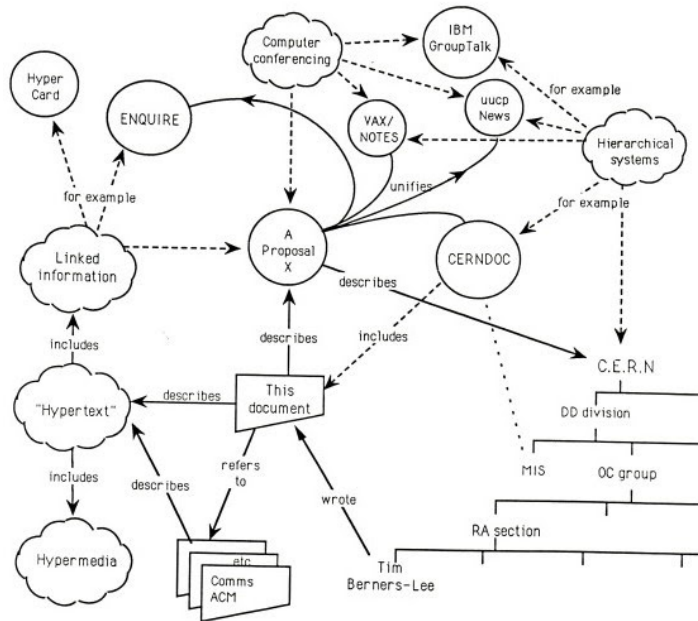 IBM
GroupTalk
Computer
conferencing
Hyper
Card
ENQUIRE
VAX/
NOTES
uucp
News
for example
Hierarchical
systems
for example
unifies
for example
Linked
information
A
Proposal
X
CERNDOC
describes
includes
describes
includes
C.E.R.N
This
document
describes
"Hypertext"
DD division
includes
describes
refers
to
wrote
MIS
OC group
RA section
Hypermedia
etc
Comms
ACM
Tim
Berners-Lee